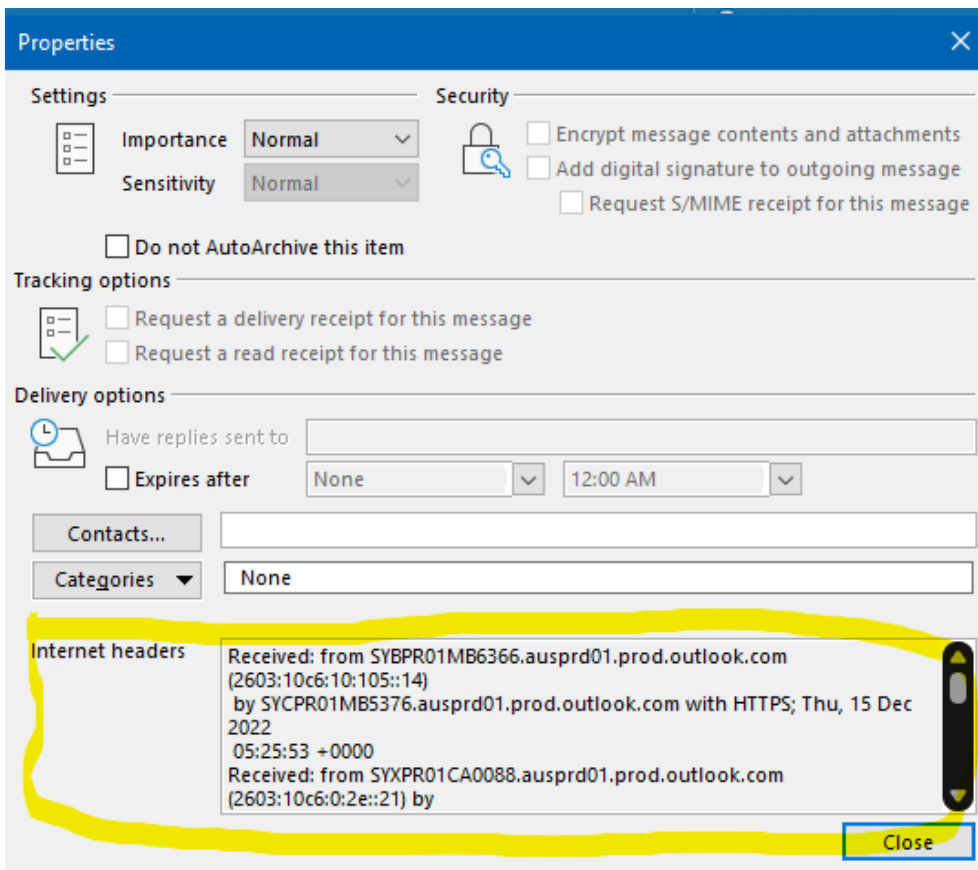 Properties
Settings
Security
Importance
Normal
Encrypt message contents and attachments
Add digital signature to outgoing message
Sensitivity
Normal
Request S/MIME receipt for this message
Do not AutoArchive this item
Tracking options
Request a delivery receipt for this message
Request a read receipt for this message
Delivery options
Have replies sent to
Expires after
None
12:00 AM
Contacts...
Categories
None
Internet headers
Received: from SYBPR01MB6366.ausprd01.prod.outlook.com
(2603:10c6:10:105::14)
by SYCPR01MB5376.ausprd01.prod.outlook.com with HTTPS; Thu, 15 Dec
2022
05:25:53 +0000
Received: from SYXPR01CA0088.ausprd01.prod.outlook.com
(2603:10c6:0:2e::21) by
Close